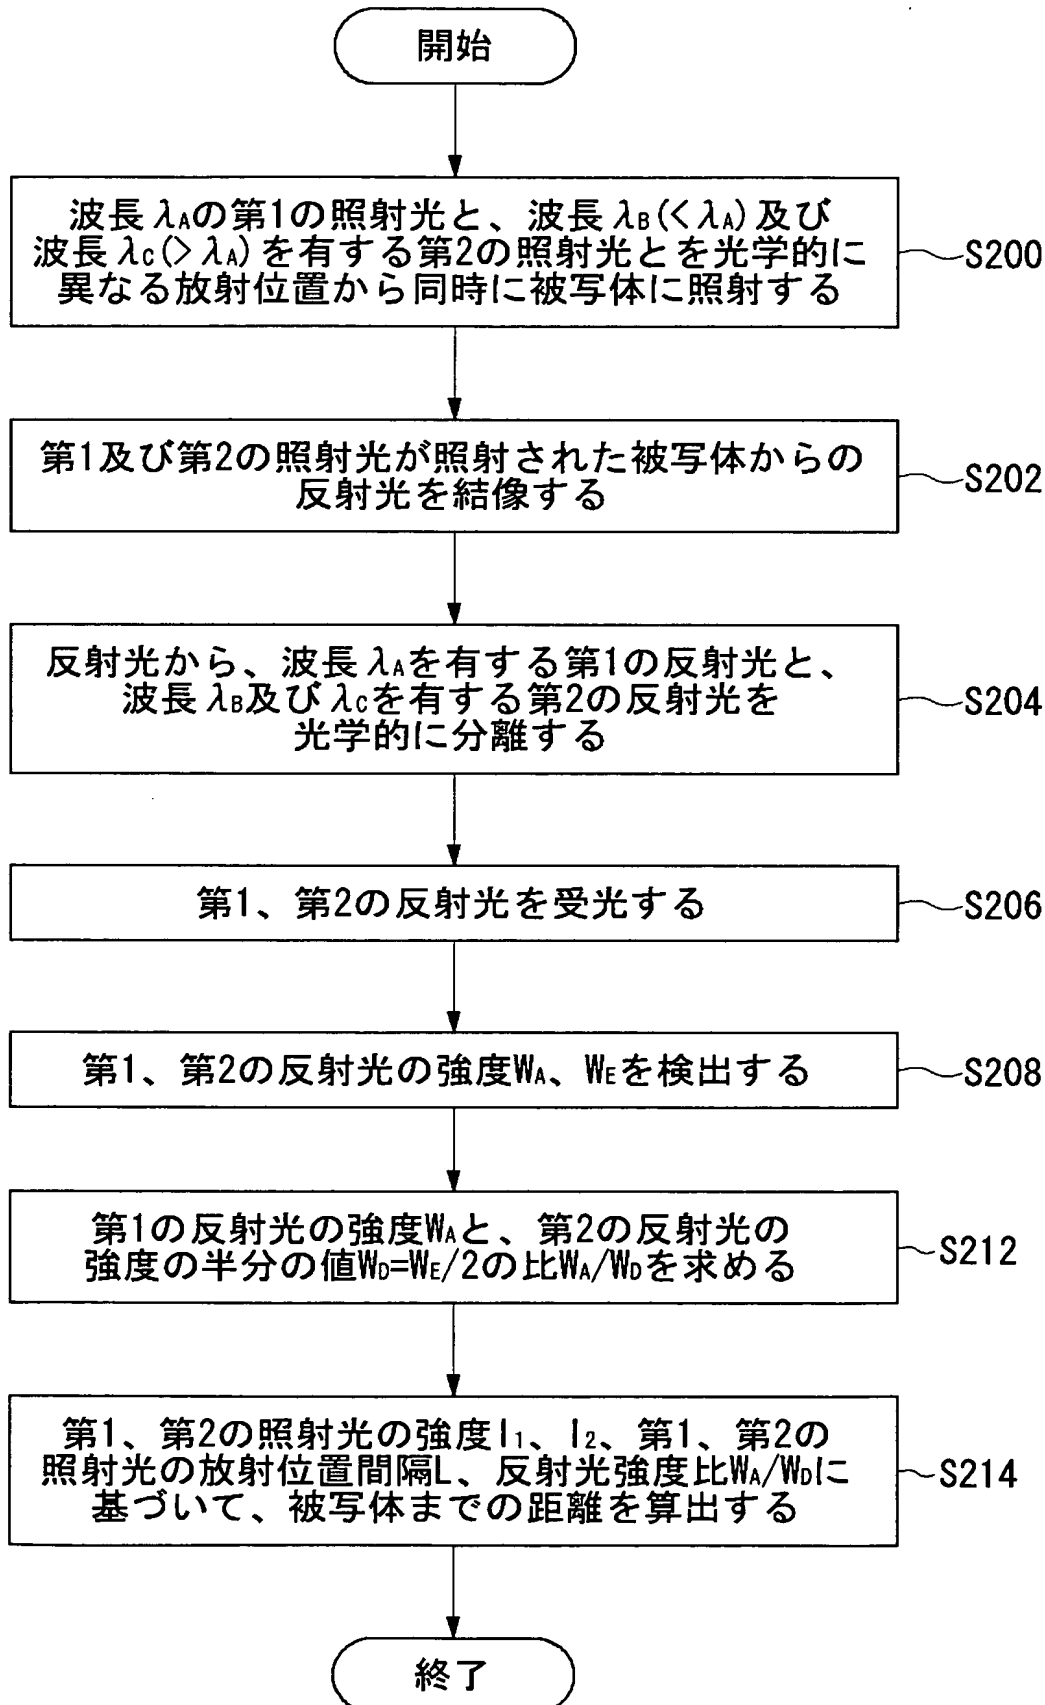 開始
波長λAの第1の照射光と、波長λB(<λA)及び
波長λC(>λA)を有する第2の照射光とを光学的に
異なる放射位置から同時に被写体に照射する
S200
第1及び第2の照射光が照射された被写体からの
反射光を結像する
S202
反射光から、波長λAを有する第1の反射光と、
波長λB及びλCを有する第2の反射光を
光学的に分離する
S204
第1、第2の反射光を受光する
S206
第1、第2の反射光の強度WA、WEを検出する
S208
第1の反射光の強度WAと、第2の反射光の
強度の半分の値WD=WE/2の比WA/WDを求める
S212
第1、第2の照射光の強度I1、I2、第1、第2の
照射光の放射位置間隔L、反射光強度比WA/WDに
基づいて、被写体までの距離を算出する
S214
終了